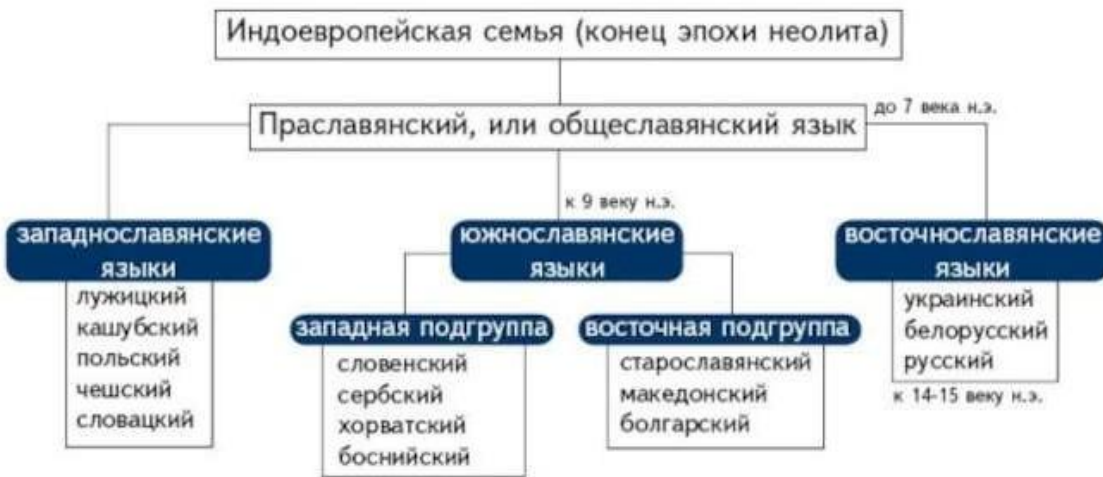 Индоевропейская семья (конец эпохи неолита)
Праславянский, или общеславянский язык
до 7 века н.э.
к 9 веку н.э.
западнославянские
языки
лужицкий
кашубский
польский
чешский
словацкий
южнославянские
языки
западная подгруппа
словенский
сербский
хорватский
боснийский
восточная подгруппа
старославянский
македонский
болгарский
восточнославянские
языки
украинский
белорусский
русский
к 14-15 веку н.э.